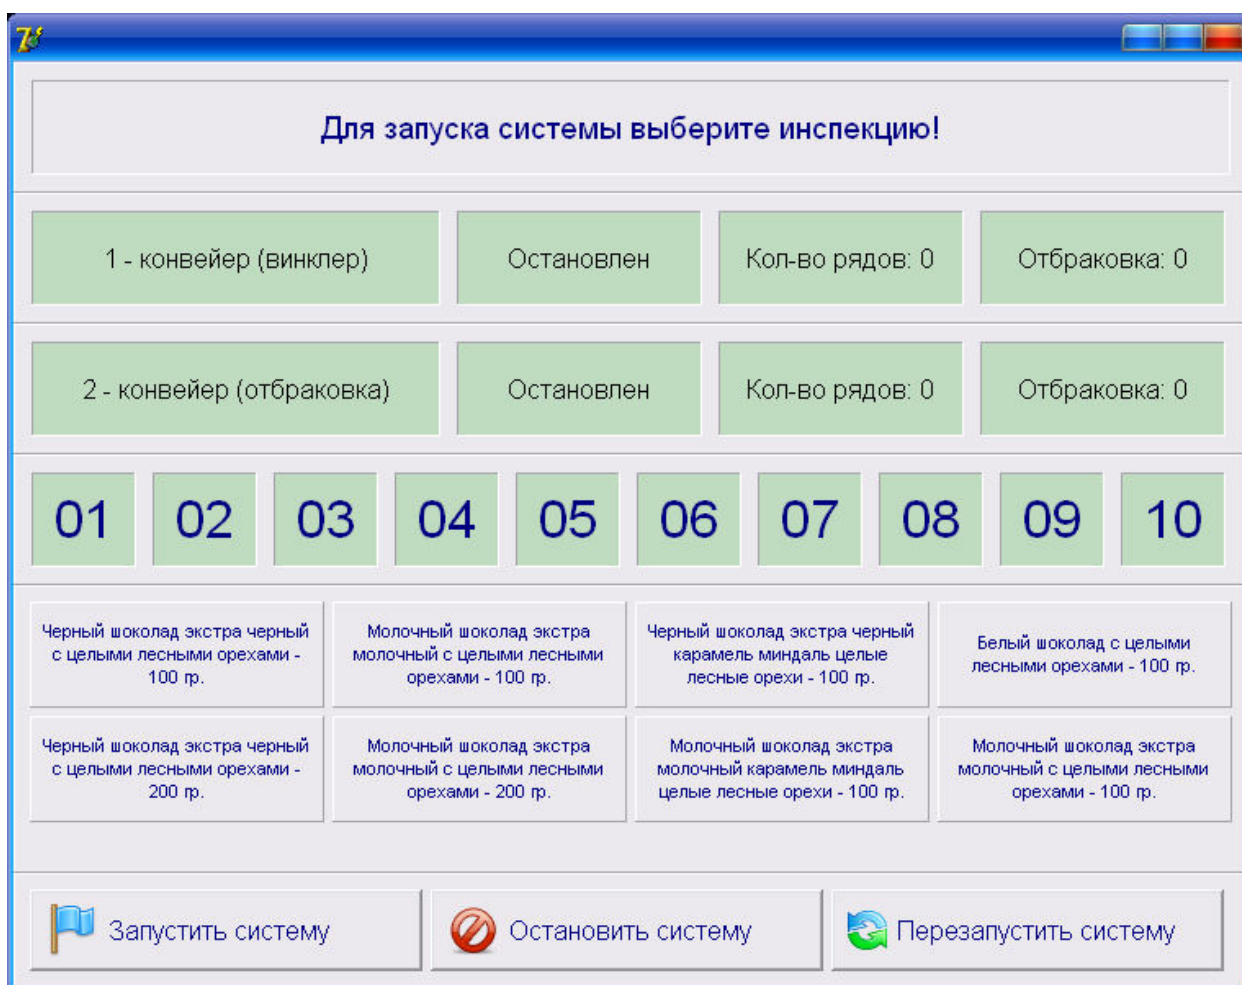 Для запуска системы выберите инспекцию!
1 - конвейер (винклер) Остановлен Кол-во рядов: 0 Отбраковка: 0
2 - конвейер (отбраковка) Остановлен Кол-во рядов: 0 Отбраковка: 0
01 02 03 04 05 06 07 08 09 10
Черный шоколад экстра черный
с целыми лесными орехами -
100 гр.
Молочный шоколад экстра
молочный с целыми лесными
орехами - 100 гр.
Черный шоколад экстра черный
карамель миндаль целые
лесные орехи - 100 гр.
Белый шоколад с целыми
лесными орехами - 100 гр.
Черный шоколад экстра черный
с целыми лесными орехами -
200 гр.
Молочный шоколад экстра
молочный с целыми лесными
орехами - 200 гр.
Молочный шоколад экстра
молочный карамель миндаль
целые лесные орехи - 100 гр.
Молочный шоколад экстра
молочный с целыми лесными
орехами - 100 гр.
Запустить систему Остановить систему Перезапустить систему